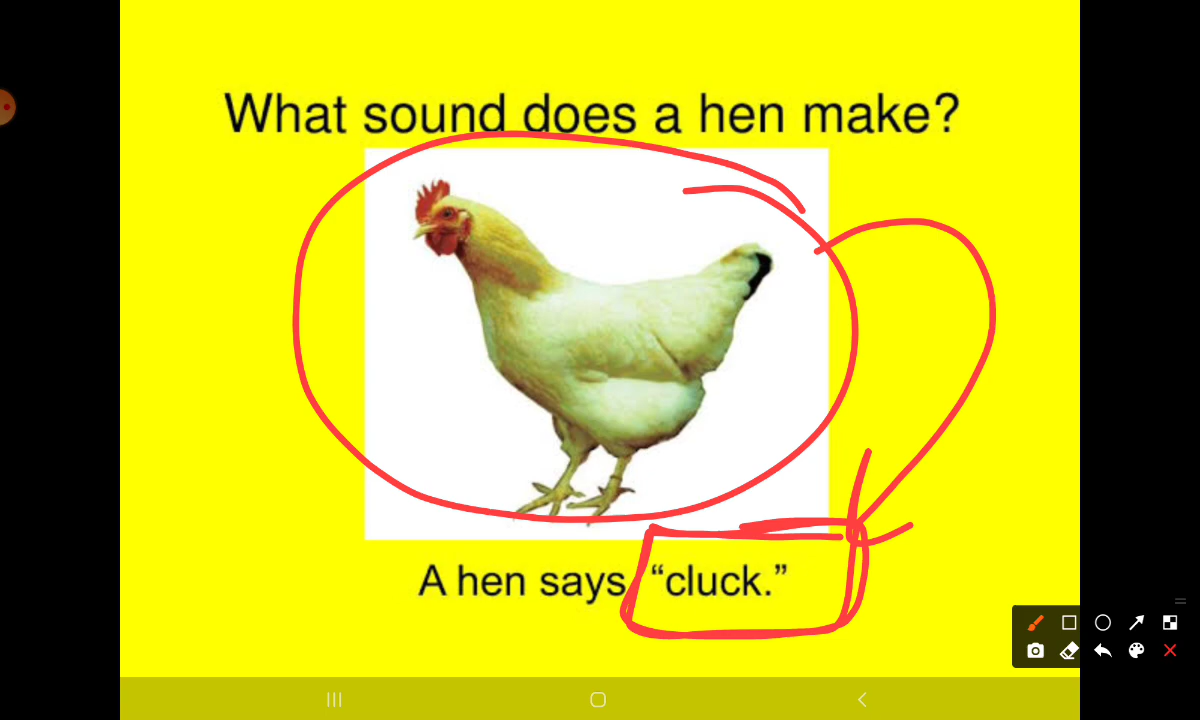 What sound does a hen make?
A hen says, “cluck.”